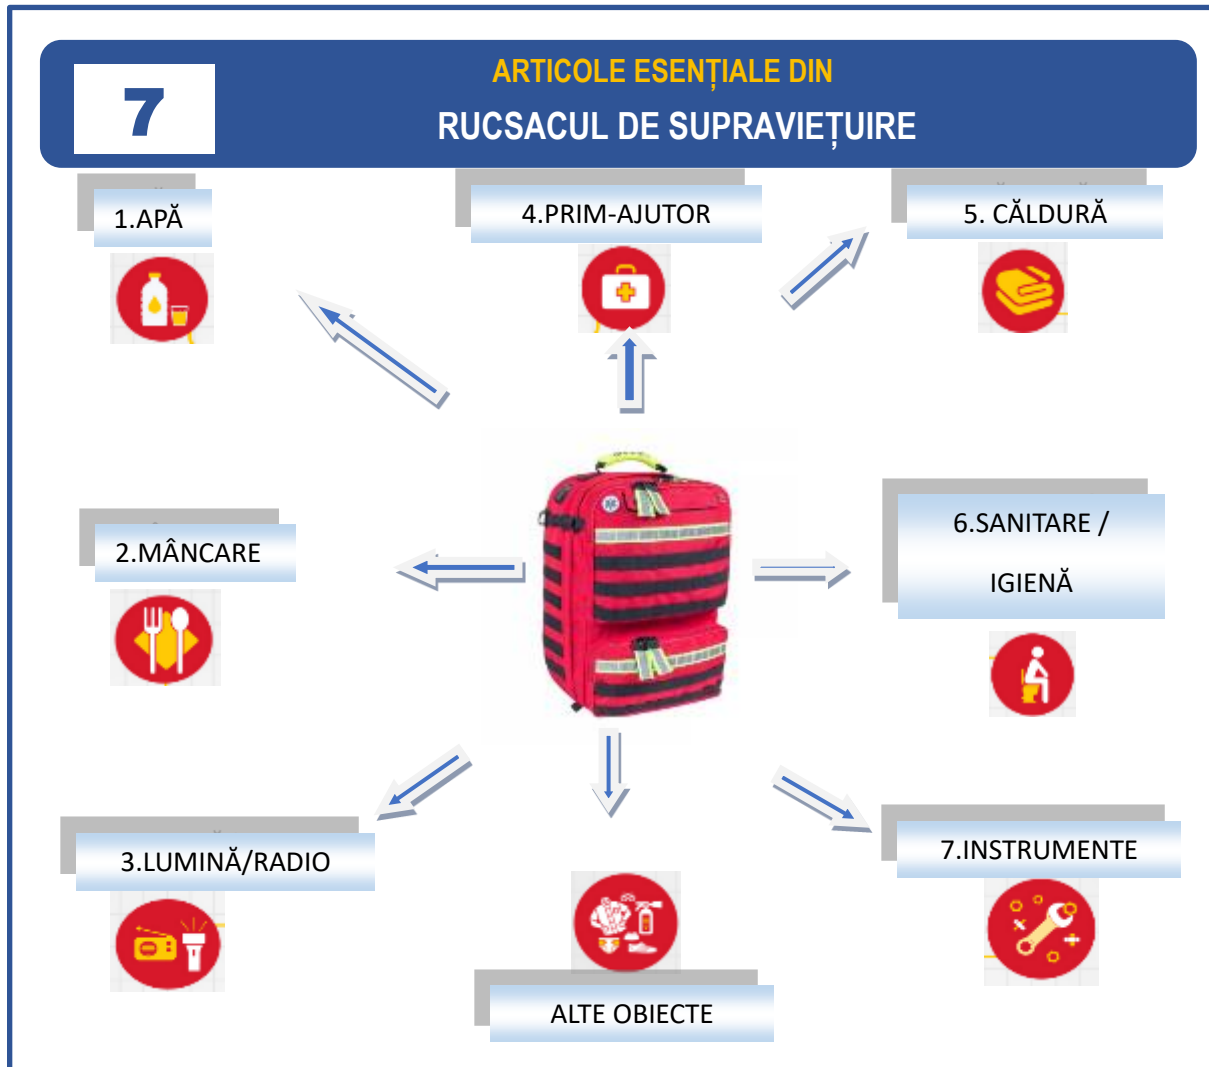 7
ARTICOLE ESENȚIALE DIN
RUCSACUL DE SUPRAVIEȚUIRE
1.APĂ
4.PRIM-AJUTOR
5. CĂLDURĂ
2.MÂNCARE
6.SANITARE /
IGIENĂ
3.LUMINĂ/RADIO
7.INSTRUMENTE
ALTE OBIECTE